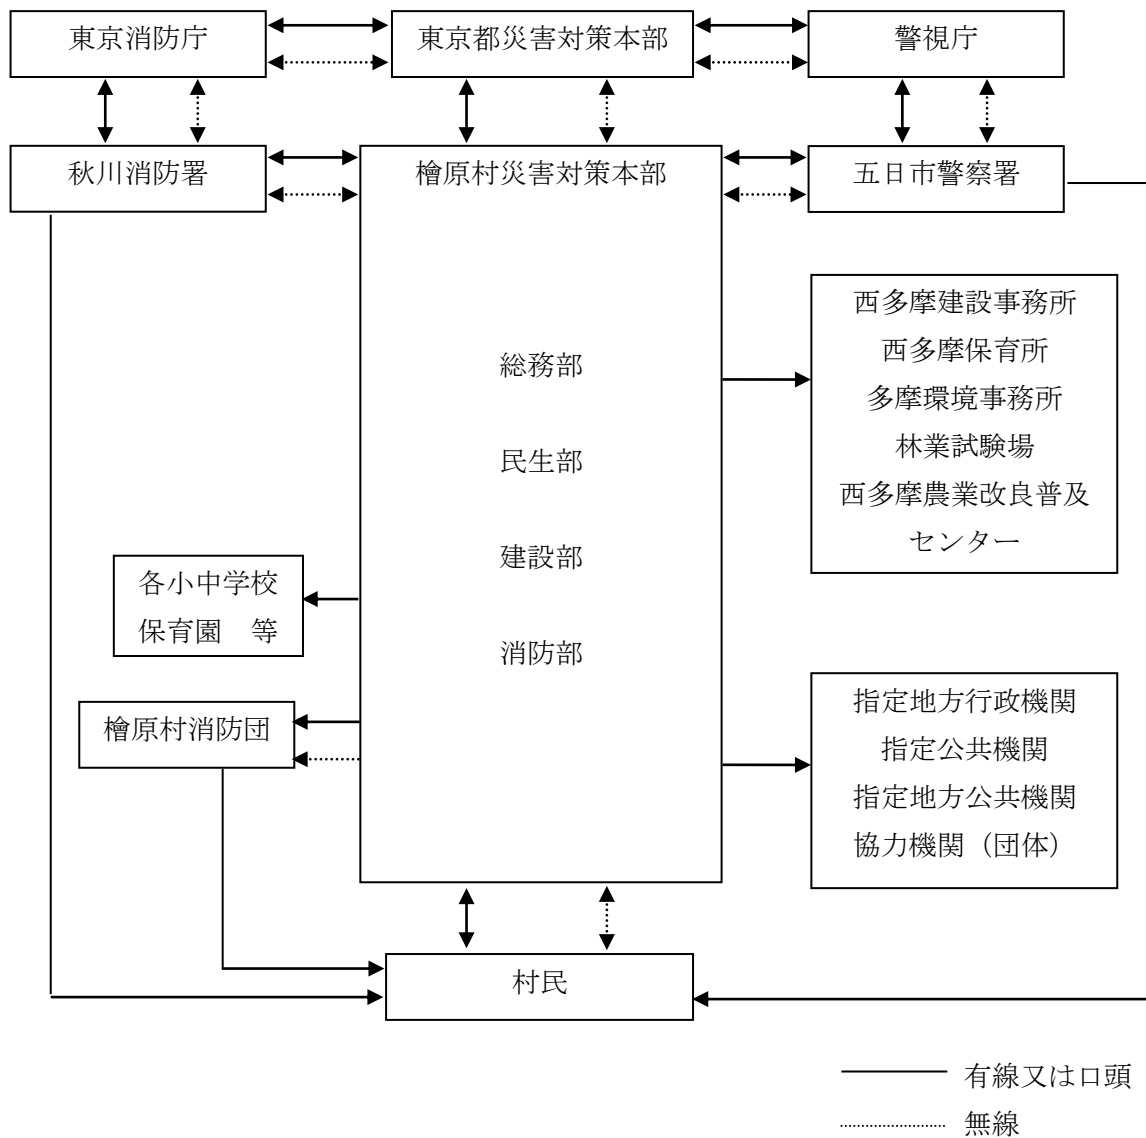 東京消防庁
東京都災害対策本部
警視庁
秋川消防署
檜原村災害対策本部
五日市警察署
総務部
民生部
建設部
消防部
西多摩建設事務所
西多摩保育所
多摩環境事務所
林業試験場
西多摩農業改良普及
センター
各小中学校
保育園　等
檜原村消防団
指定地方行政機関
指定公共機関
指定地方公共機関
協力機関（団体）
村民
有線又は口頭
無線